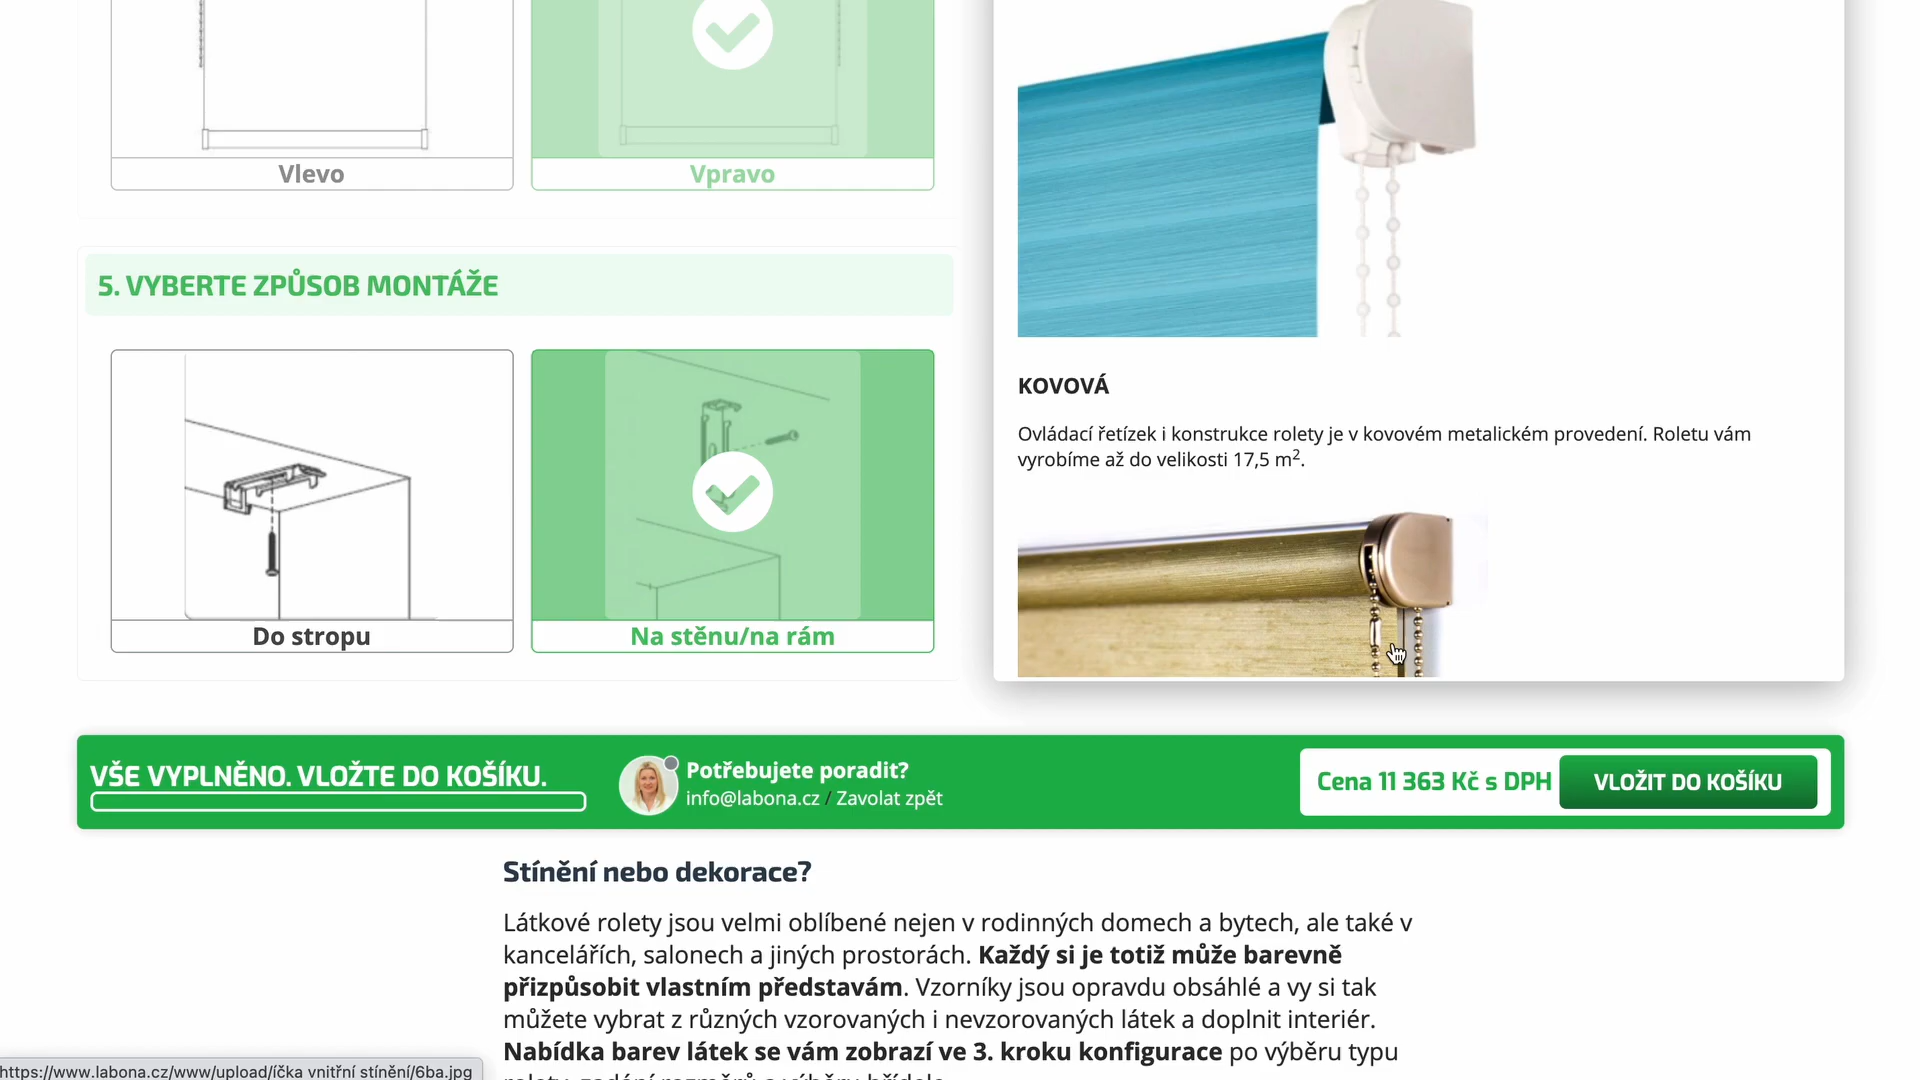 Vlevo
Vpravo
5. VYBERTE ZPŮSOB MONTÁŽE
Do stropu
Na stěnu/na rám
KOVOVÁ
Ovládací řetízek i konstrukce rolety je v kovovém metalickém provedení. Roletu vám
vyrobíme až do velikosti 17,5 m².
VŠE VYPLNĚNO. VLOŽTE DO KOŠÍKU.
Potřebujete poradit?
info@labona.cz / Zavolat zpět
Cena 11 363 Kč s DPH
VLOŽIT DO KOŠÍKU
Stínění nebo dekorace?
Látkové rolety jsou velmi oblíbené nejen v rodinných domech a bytech, ale také v
kancelářích, salonech a jiných prostorách. Každý si je totiž může barevně
přizpůsobit vlastním představám. Vzorníky jsou opravdu obsáhlé a vy si tak
můžete vybrat z různých vzorovaných i nevzorovaných látek a doplnit interiér.
Nabídka barev látek se vám zobrazí ve 3. kroku konfigurace po výběru typu
rolety, zadání rozměrů a výběru hřídele.
https://www.labona.cz/www/upload/íčka vnitřní stínění/6ba.jpg